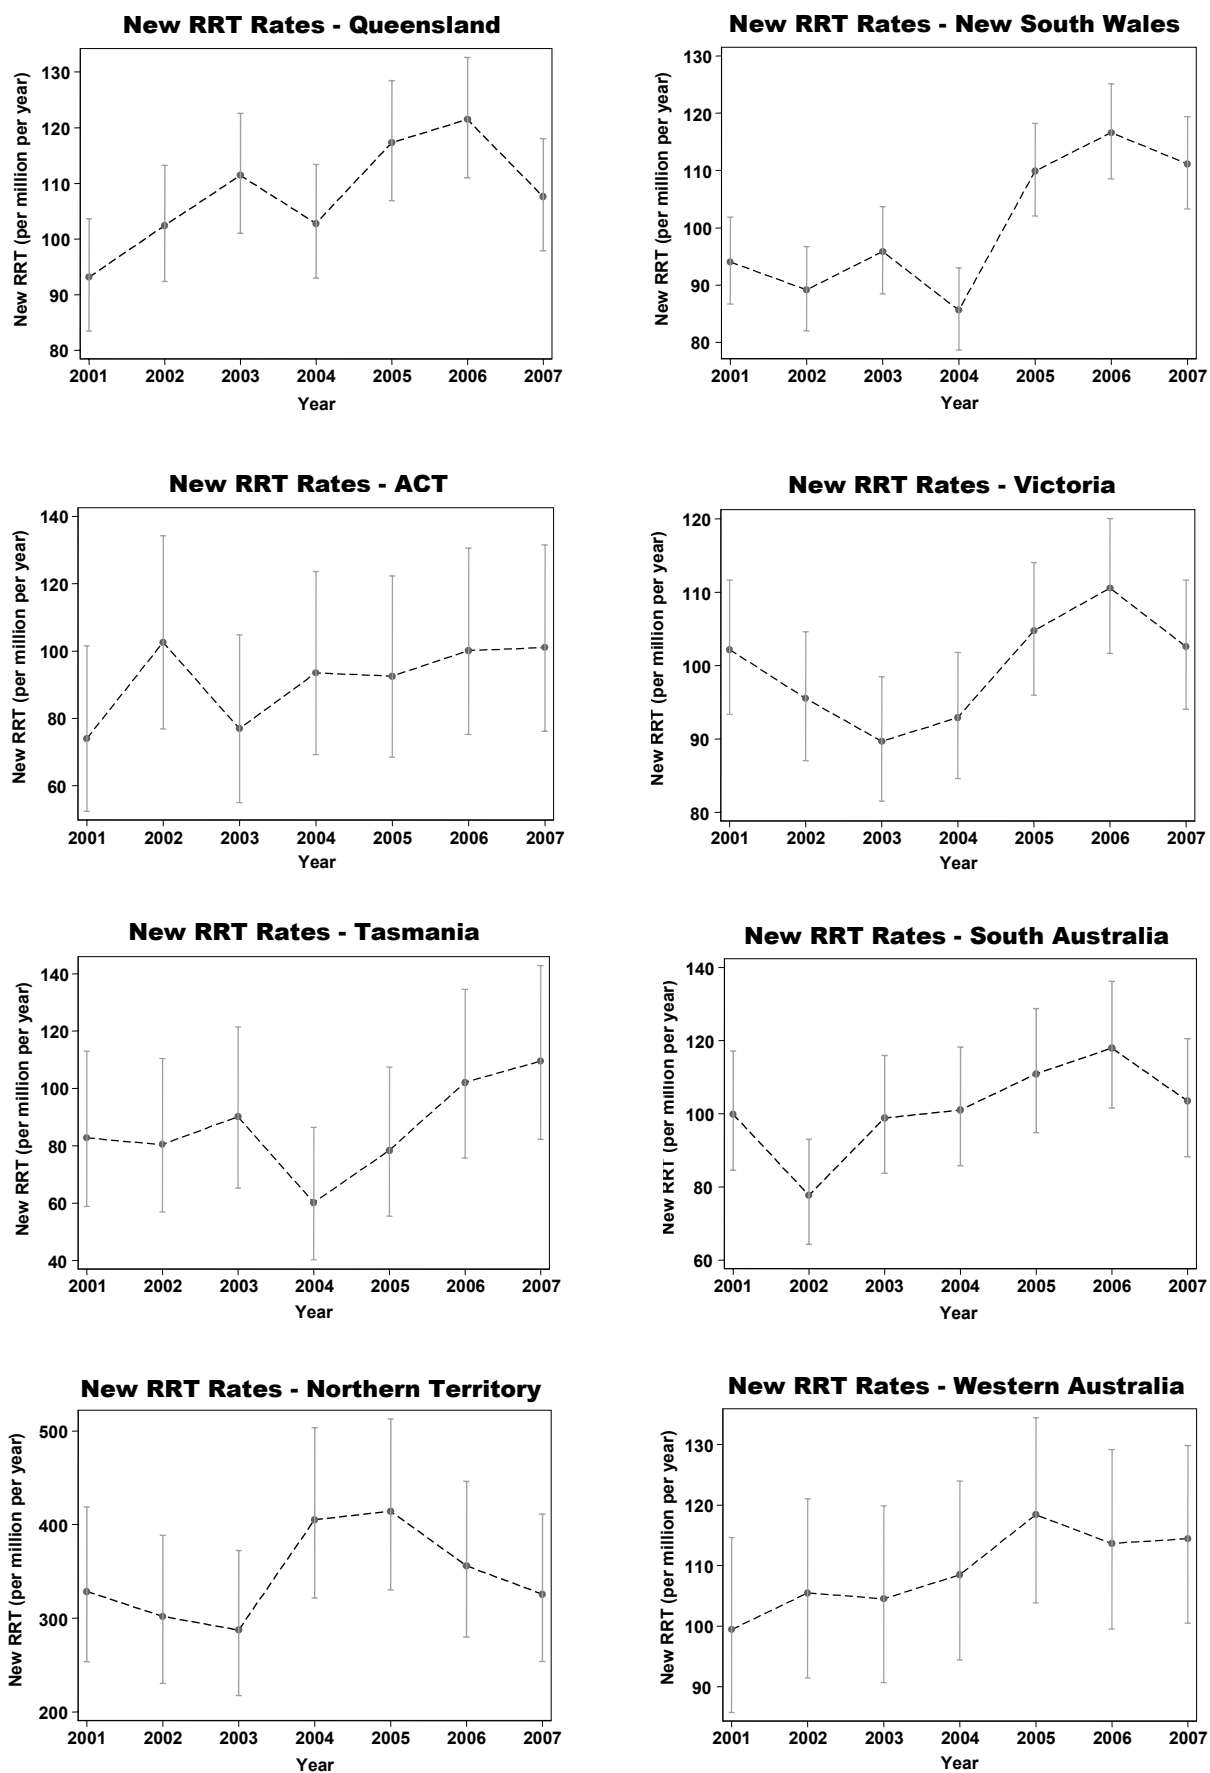 New RRT Rates - Queensland
New RRT (per million per year)
130
120
110
100
90
80
2001 2002 2003 2004 2005 2006 2007
Year
New RRT Rates - New South Wales
New RRT (per million per year)
130
120
110
100
90
80
2001 2002 2003 2004 2005 2006 2007
Year
New RRT Rates - ACT
New RRT (per million per year)
140
120
100
80
60
2001 2002 2003 2004 2005 2006 2007
Year
New RRT Rates - Victoria
New RRT (per million per year)
120
110
100
90
80
2001 2002 2003 2004 2005 2006 2007
Year
New RRT Rates - Tasmania
New RRT (per million per year)
140
120
100
80
60
40
2001 2002 2003 2004 2005 2006 2007
Year
New RRT Rates - South Australia
New RRT (per million per year)
140
120
100
80
60
2001 2002 2003 2004 2005 2006 2007
Year
New RRT Rates - Northern Territory
New RRT (per million per year)
500
400
300
200
2001 2002 2003 2004 2005 2006 2007
Year
New RRT Rates - Western Australia
New RRT (per million per year)
130
120
110
100
90
2001 2002 2003 2004 2005 2006 2007
Year